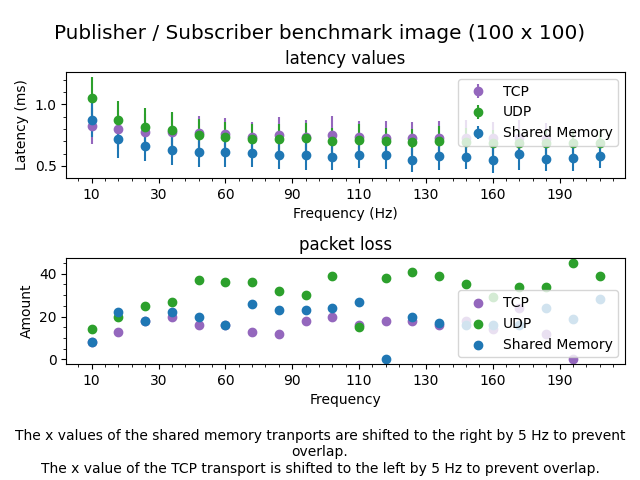 Publisher / Subscriber benchmark image (100 x 100)
latency values
Latency (ms)
1.0
0.5
TCP
UDP
Shared Memory
10 30 60 90 110 130 160 190
Frequency (Hz)
packet loss
Amount
40
20
0
TCP
UDP
Shared Memory
10 30 60 90 110 130 160 190
Frequency
The x values of the shared memory tranports are shifted to the right by 5 Hz to prevent
overlap.
The x value of the TCP transport is shifted to the left by 5 Hz to prevent overlap.